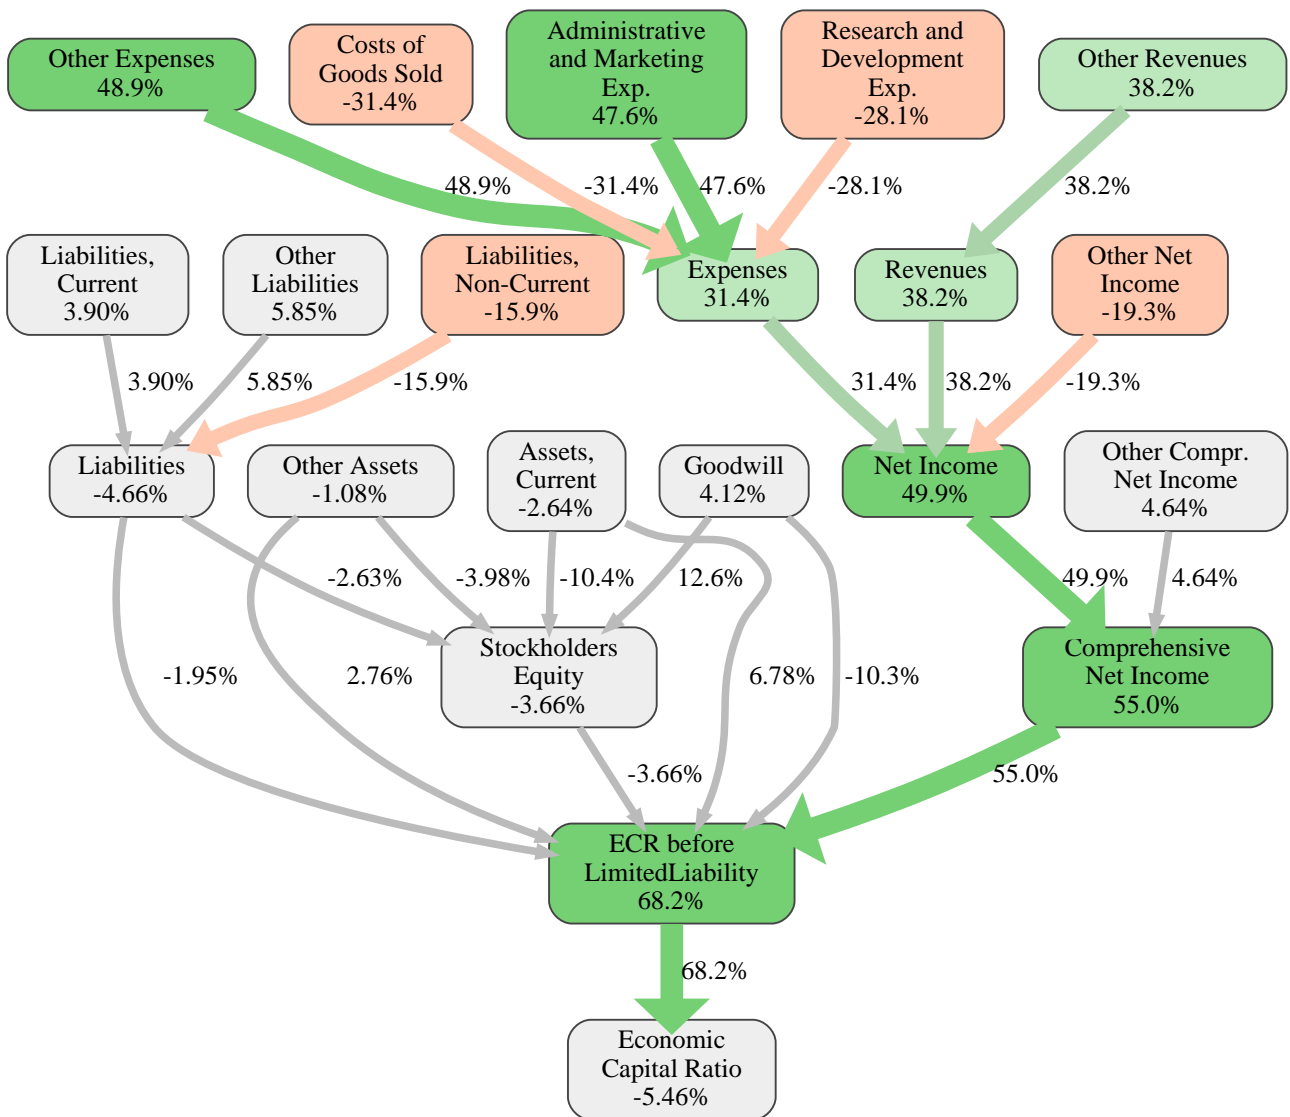 Other Expenses
48.9%
Costs of
Goods Sold
-31.4%
Administrative
and Marketing
Exp.
47.6%
Research and
Development
Exp.
-28.1%
Other Revenues
38.2%
48.9%
-31.4%
47.6%
-28.1%
38.2%
Liabilities,
Current
3.90%
Other
Liabilities
5.85%
Liabilities,
Non-Current
-15.9%
Expenses
31.4%
Revenues
38.2%
Other Net
Income
-19.3%
3.90%
5.85%
-15.9%
31.4%
38.2%
-19.3%
Liabilities
-4.66%
Other Assets
-1.08%
Assets,
Current
-2.64%
Goodwill
4.12%
Net Income
49.9%
Other Compr.
Net Income
4.64%
-2.63%
-3.98%
-10.4%
12.6%
49.9%
4.64%
-1.95%
2.76%
Stockholders
Equity
-3.66%
6.78%
-10.3%
Comprehensive
Net Income
55.0%
-3.66%
55.0%
ECR before
LimitedLiability
68.2%
68.2%
Economic
Capital Ratio
-5.46%